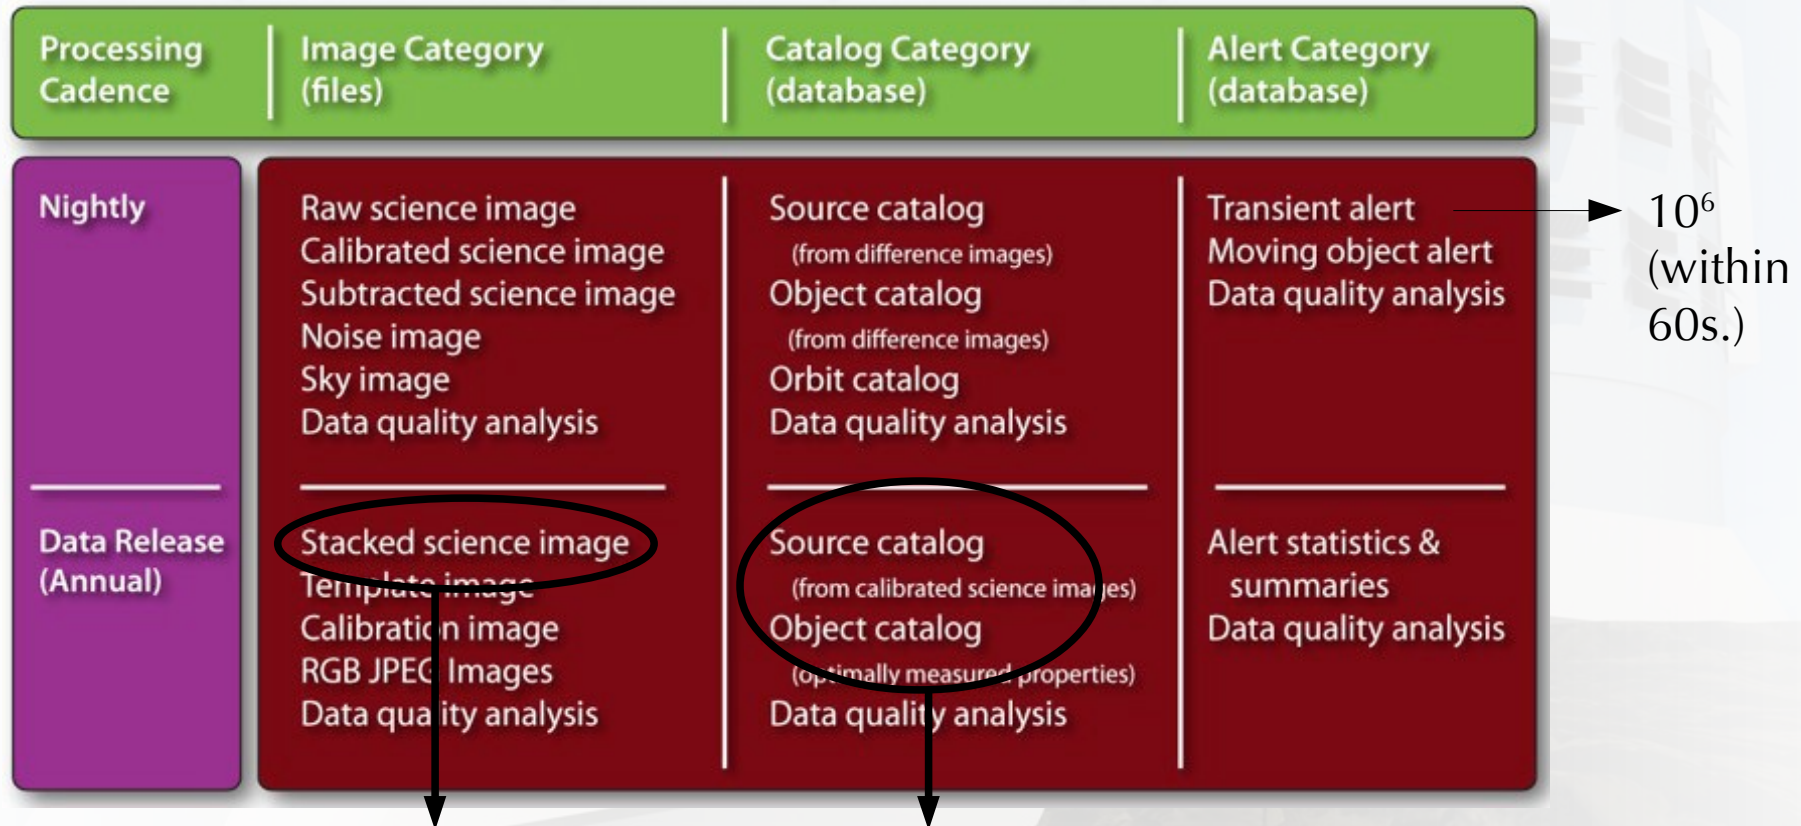 Processing
Cadence
Image Category
(files)
Catalog Category
(database)
Alert Category
(database)
Nightly
Raw science image
Calibrated science image
Subtracted science image
Noise image
Sky image
Data quality analysis
Source catalog
(from difference images)
Object catalog
(from difference images)
Orbit catalog
Data quality analysis
Transient alert
Moving object alert
Data quality analysis
10⁶
(within
60s.)
Data Release
(Annual)
Stacked science image
Template image
Calibration image
RGB JPEG Images
Data quality analysis
Source catalog
(from calibrated science images)
Object catalog
(optimally measured properties)
Data quality analysis
Alert statistics &
summaries
Data quality analysis